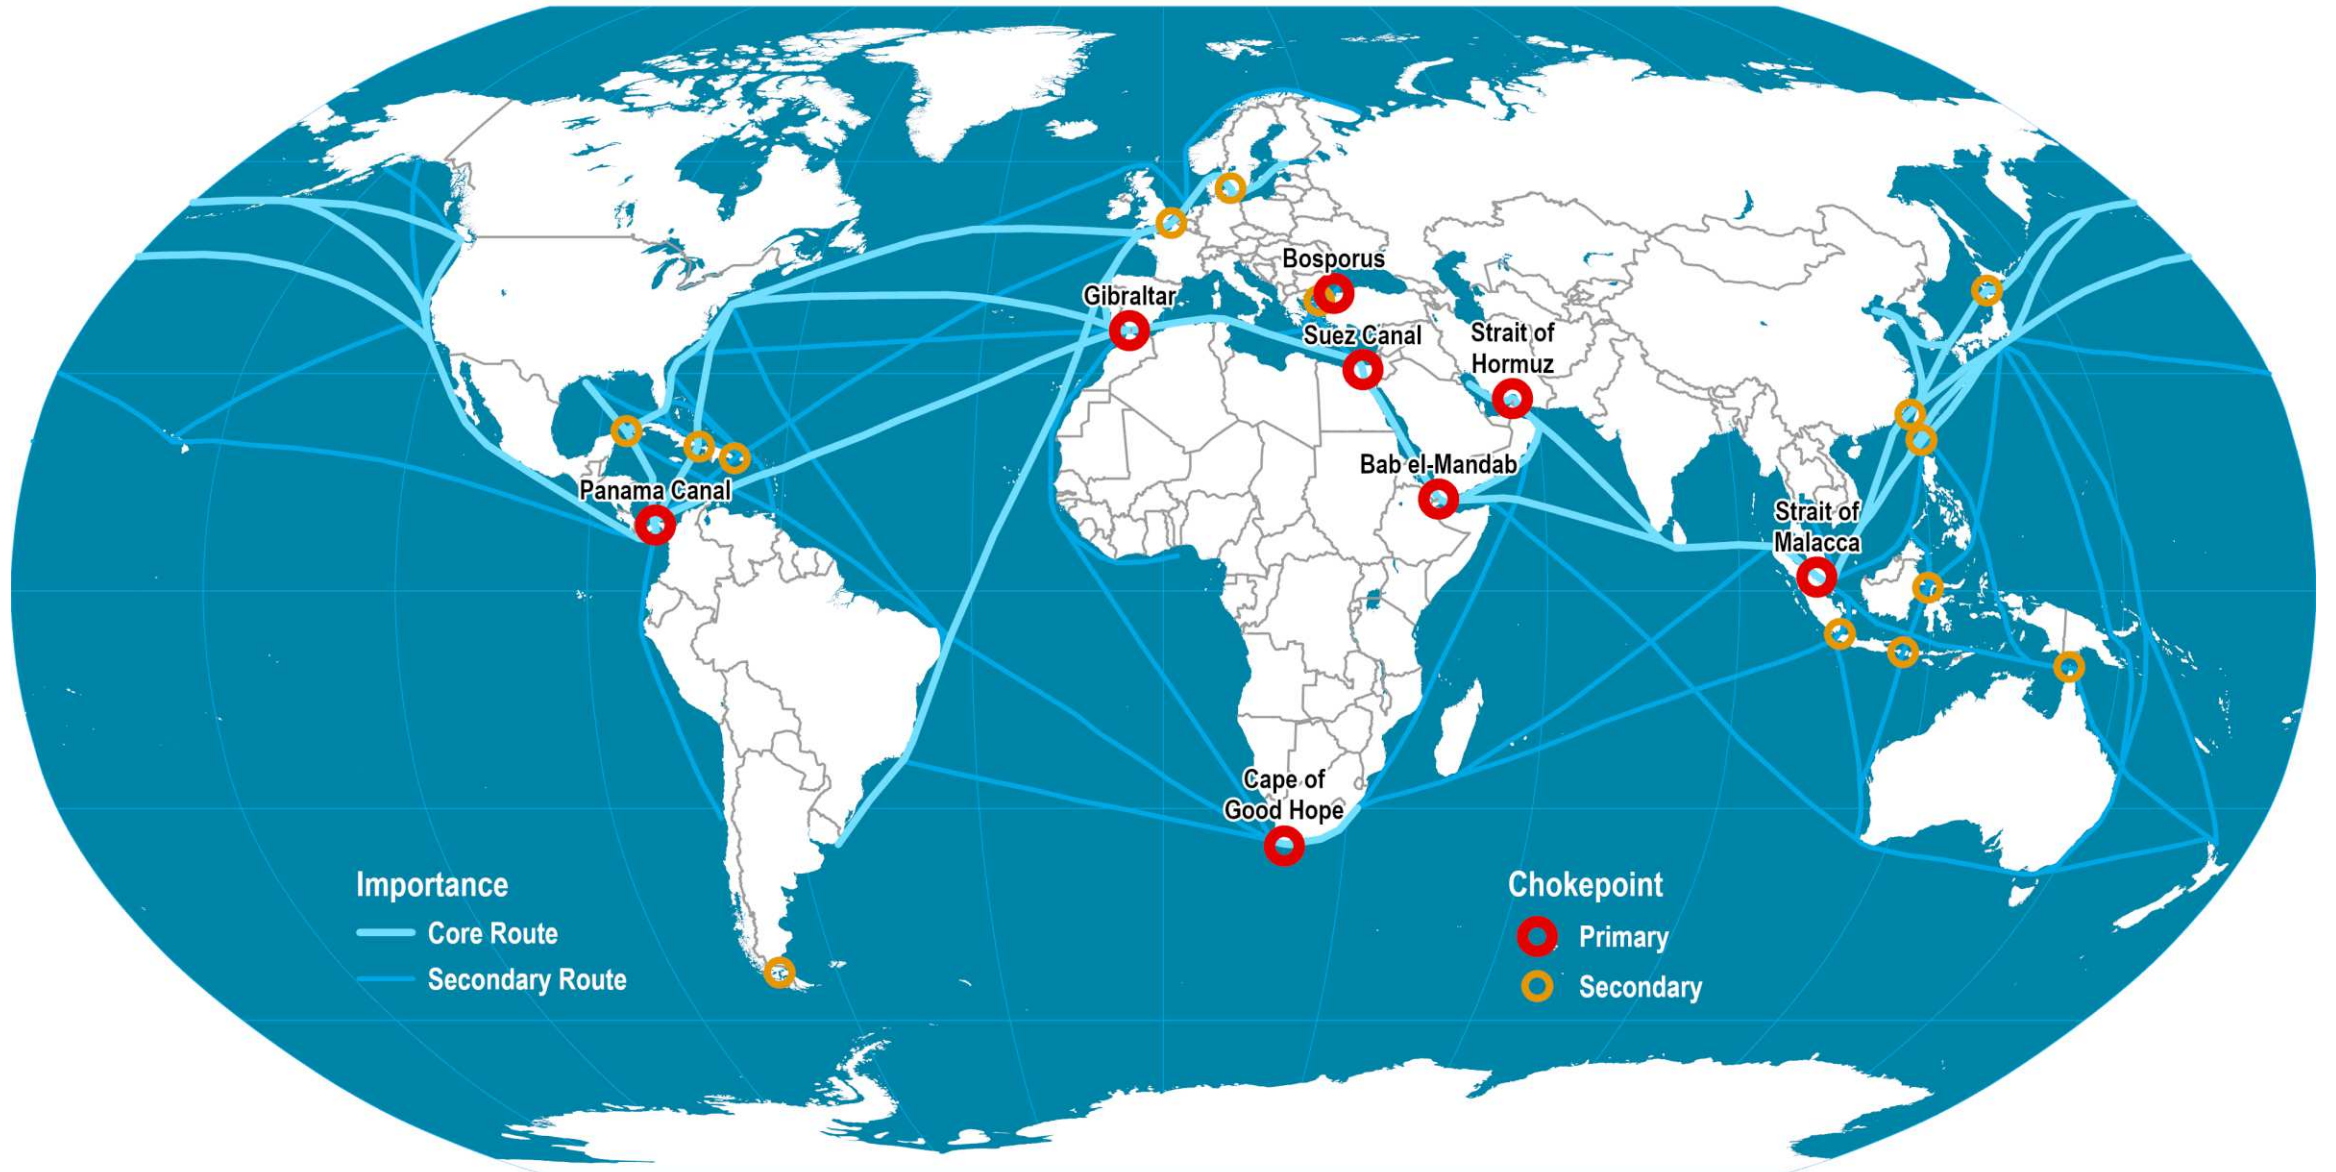 Bosporus
Gibraltar
Suez Canal
Strait of
Hormuz
Bab el-Mandab
Panama Canal
Strait of
Malacca
Cape of
Good Hope
Importance
Core Route
Secondary Route
Chokepoint
Primary
Secondary